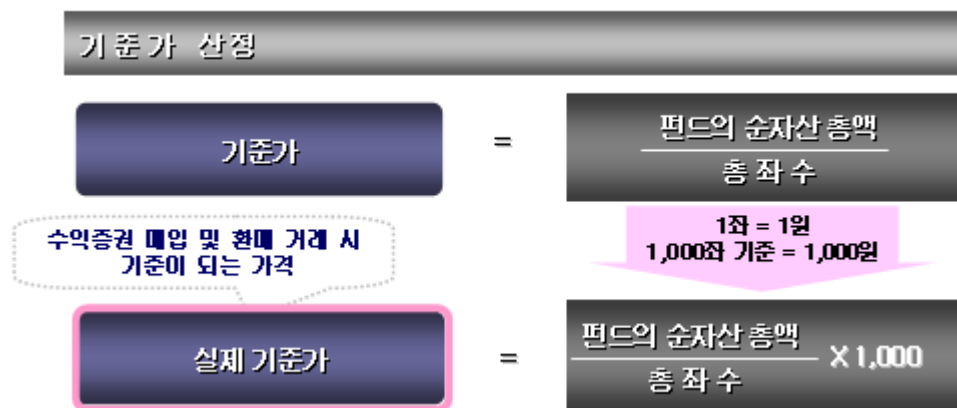 기준가 산정
기준가
=
펀드의 순자산 총액
총 좌 수
수익증권 매입 및 환매 거래 시
기준이 되는 가격
1좌 = 1원
1,000좌 기준 = 1,000원
실제 기준가
=
펀드의 순자산 총액
총 좌 수
X 1,000